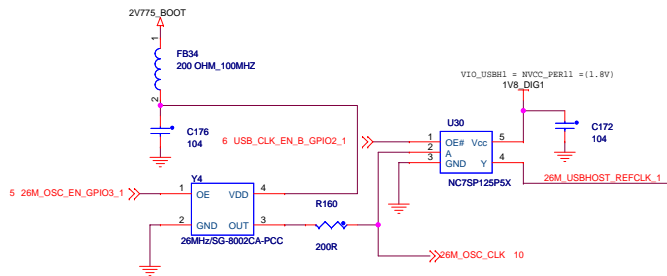 2V775_BOOT
1
FB34
200 OHM_100MHZ
2
VIO_USBH1 = NVCC_PER11 =(1.8V)
1V8_DIG1
C176
104
6 USB_CLK_EN_B_GPIO2_1
U30
1 OE# Vcc 5
2 A
3 GND Y 4
NC7SP125P5X
C172
104
26M_USBHOST_REFCLK_1
5 26M_OSC_EN_GPIO3_1
Y4
1 OE VDD 4
2 GND OUT 3
26MHz/SG-8002CA-PCC
R160
200R
26M_OSC_CLK 10